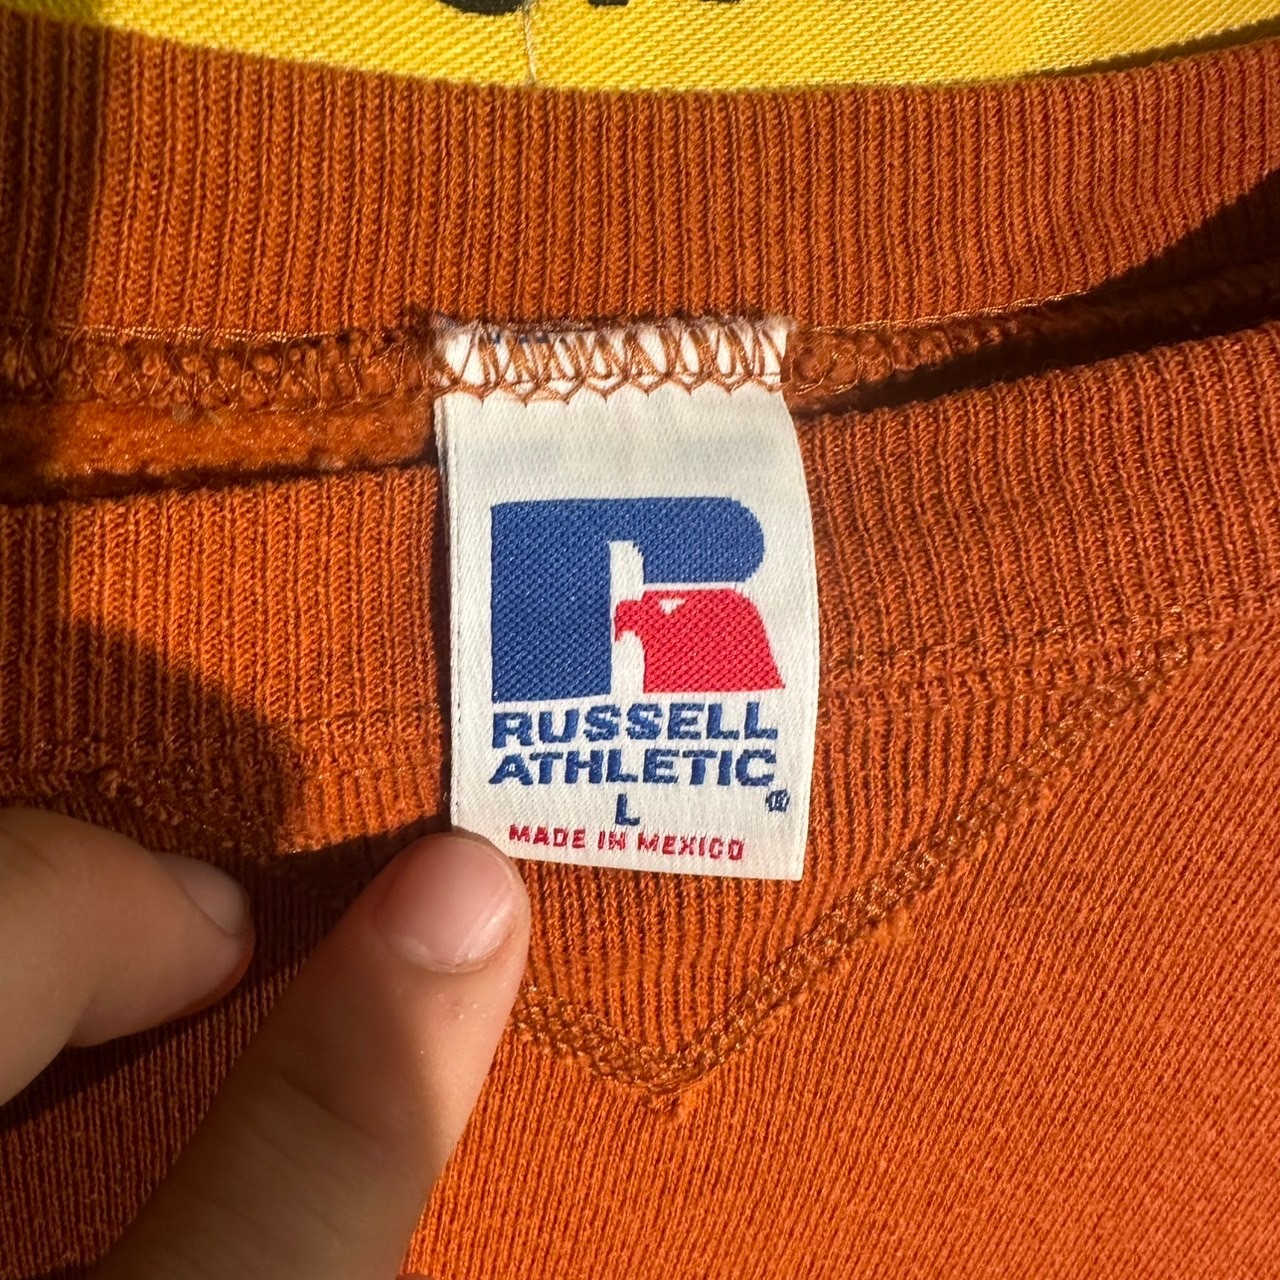 RUSSELL
ATHLETIC®
L
MADE IN MEXICO